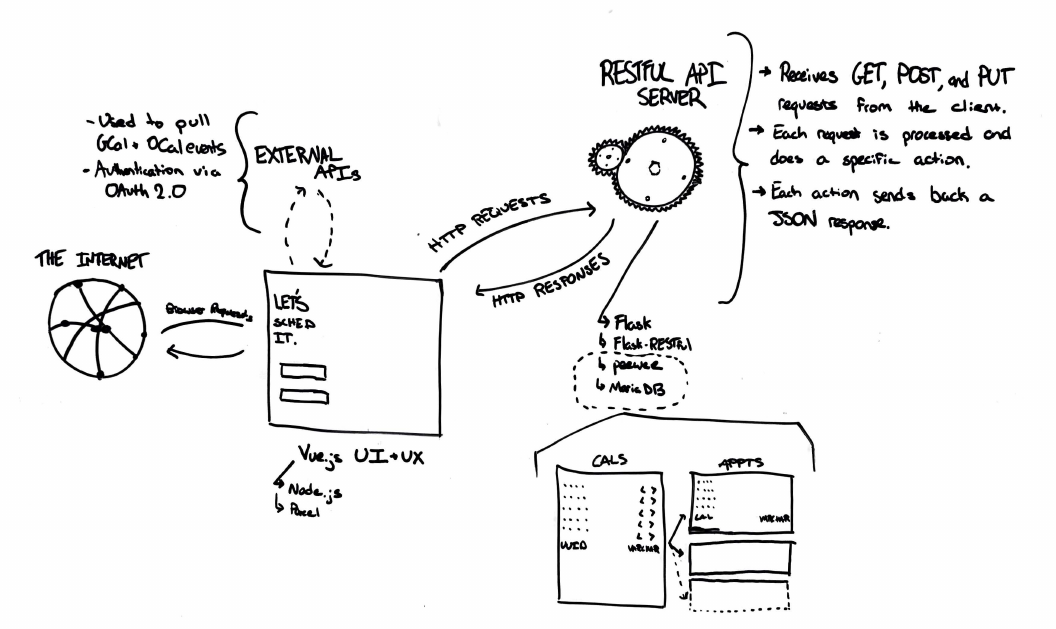 RESTFUL API
SERVER
→ Receives GET, POST, and PUT
requests from the client.
→ Each request is processed and
does a specific action.
→ Each action sends back a
JSON response.
- Used to pull
GCal + OCal events
- Authentication via
OAuth 2.0
EXTERNAL
APIs
HTTP REQUESTS
HTTP RESPONSES
THE INTERNET
Browser Requests
LET'S
SCHED
IT.
Vue.js UI + UX
↳ Node.js
↳ Parcel
↳ Flask
↳ Flask-RESTful
↳ peewee
↳ MariaDB
CALS
< >
< >
< >
< >
< >
UUID
VARCHAR
APPTS
CAL
VARCHAR